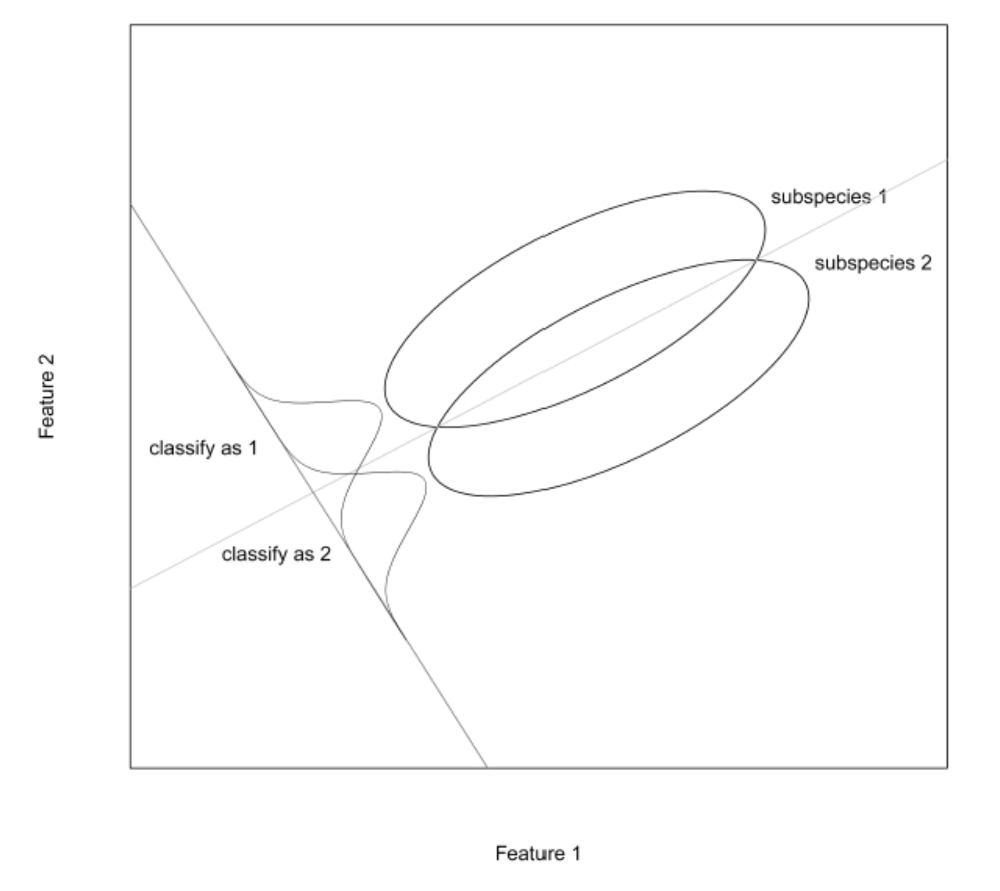 subspecies 1
subspecies 2
Feature 2
classify as 1
classify as 2
Feature 1